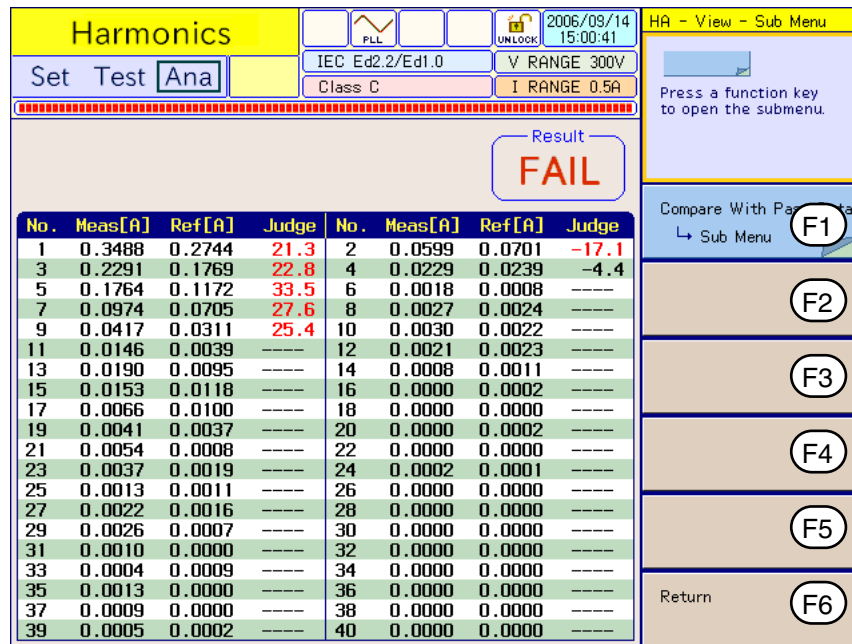 Harmonics
PLL
UNLOCK
2006/09/14
15:00:41
Set Test Ana
IEC Ed2.2/Ed1.0
V RANGE 300V
Class C
I RANGE 0.5A
Result
FAIL
No. Meas[A] Ref[A] Judge No. Meas[A] Ref[A] Judge
1 0.3488 0.2744 21.3 2 0.0599 0.0701 -17.1
3 0.2291 0.1769 22.8 4 0.0229 0.0239 -4.4
5 0.1764 0.1172 33.5 6 0.0018 0.0008 ----
7 0.0974 0.0705 27.6 8 0.0027 0.0024 ----
9 0.0417 0.0311 25.4 10 0.0030 0.0022 ----
11 0.0146 0.0039 ---- 12 0.0021 0.0023 ----
13 0.0190 0.0095 ---- 14 0.0008 0.0011 ----
15 0.0153 0.0118 ---- 16 0.0000 0.0002 ----
17 0.0066 0.0100 ---- 18 0.0000 0.0000 ----
19 0.0041 0.0037 ---- 20 0.0000 0.0002 ----
21 0.0054 0.0008 ---- 22 0.0000 0.0000 ----
23 0.0037 0.0019 ---- 24 0.0002 0.0001 ----
25 0.0013 0.0011 ---- 26 0.0000 0.0000 ----
27 0.0022 0.0016 ---- 28 0.0000 0.0000 ----
29 0.0026 0.0007 ---- 30 0.0000 0.0000 ----
31 0.0010 0.0000 ---- 32 0.0000 0.0000 ----
33 0.0004 0.0009 ---- 34 0.0000 0.0000 ----
35 0.0013 0.0000 ---- 36 0.0000 0.0000 ----
37 0.0009 0.0000 ---- 38 0.0000 0.0000 ----
39 0.0005 0.0002 ---- 40 0.0000 0.0000 ----
HA - View - Sub Menu
Press a function key
to open the submenu.
Compare With
↳ Sub Menu
F1
F2
F3
F4
F5
Return
F6